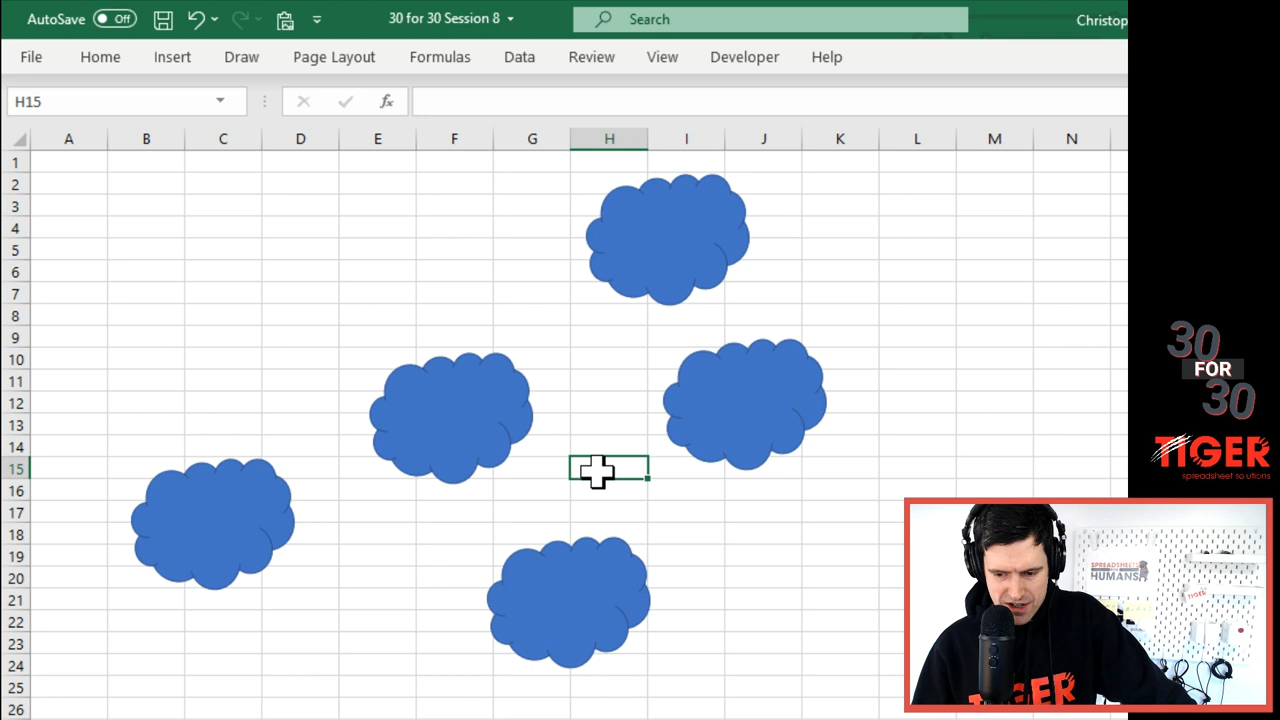 AutoSave Off 30 for 30 Session 8 Search Christop
File Home Insert Draw Page Layout Formulas Data Review View Developer Help
H15 fx
A B C D E F G H I J K L M N
1
2
3
4
5
6
7
8
9
10
11
12
13
14
15
16
17
18
19
20
21
22
23
24
25
26
30
FOR
30
TIGER
spreadsheet solutions
SPREADSHEETS
HUMANS
TIGER
TIGER